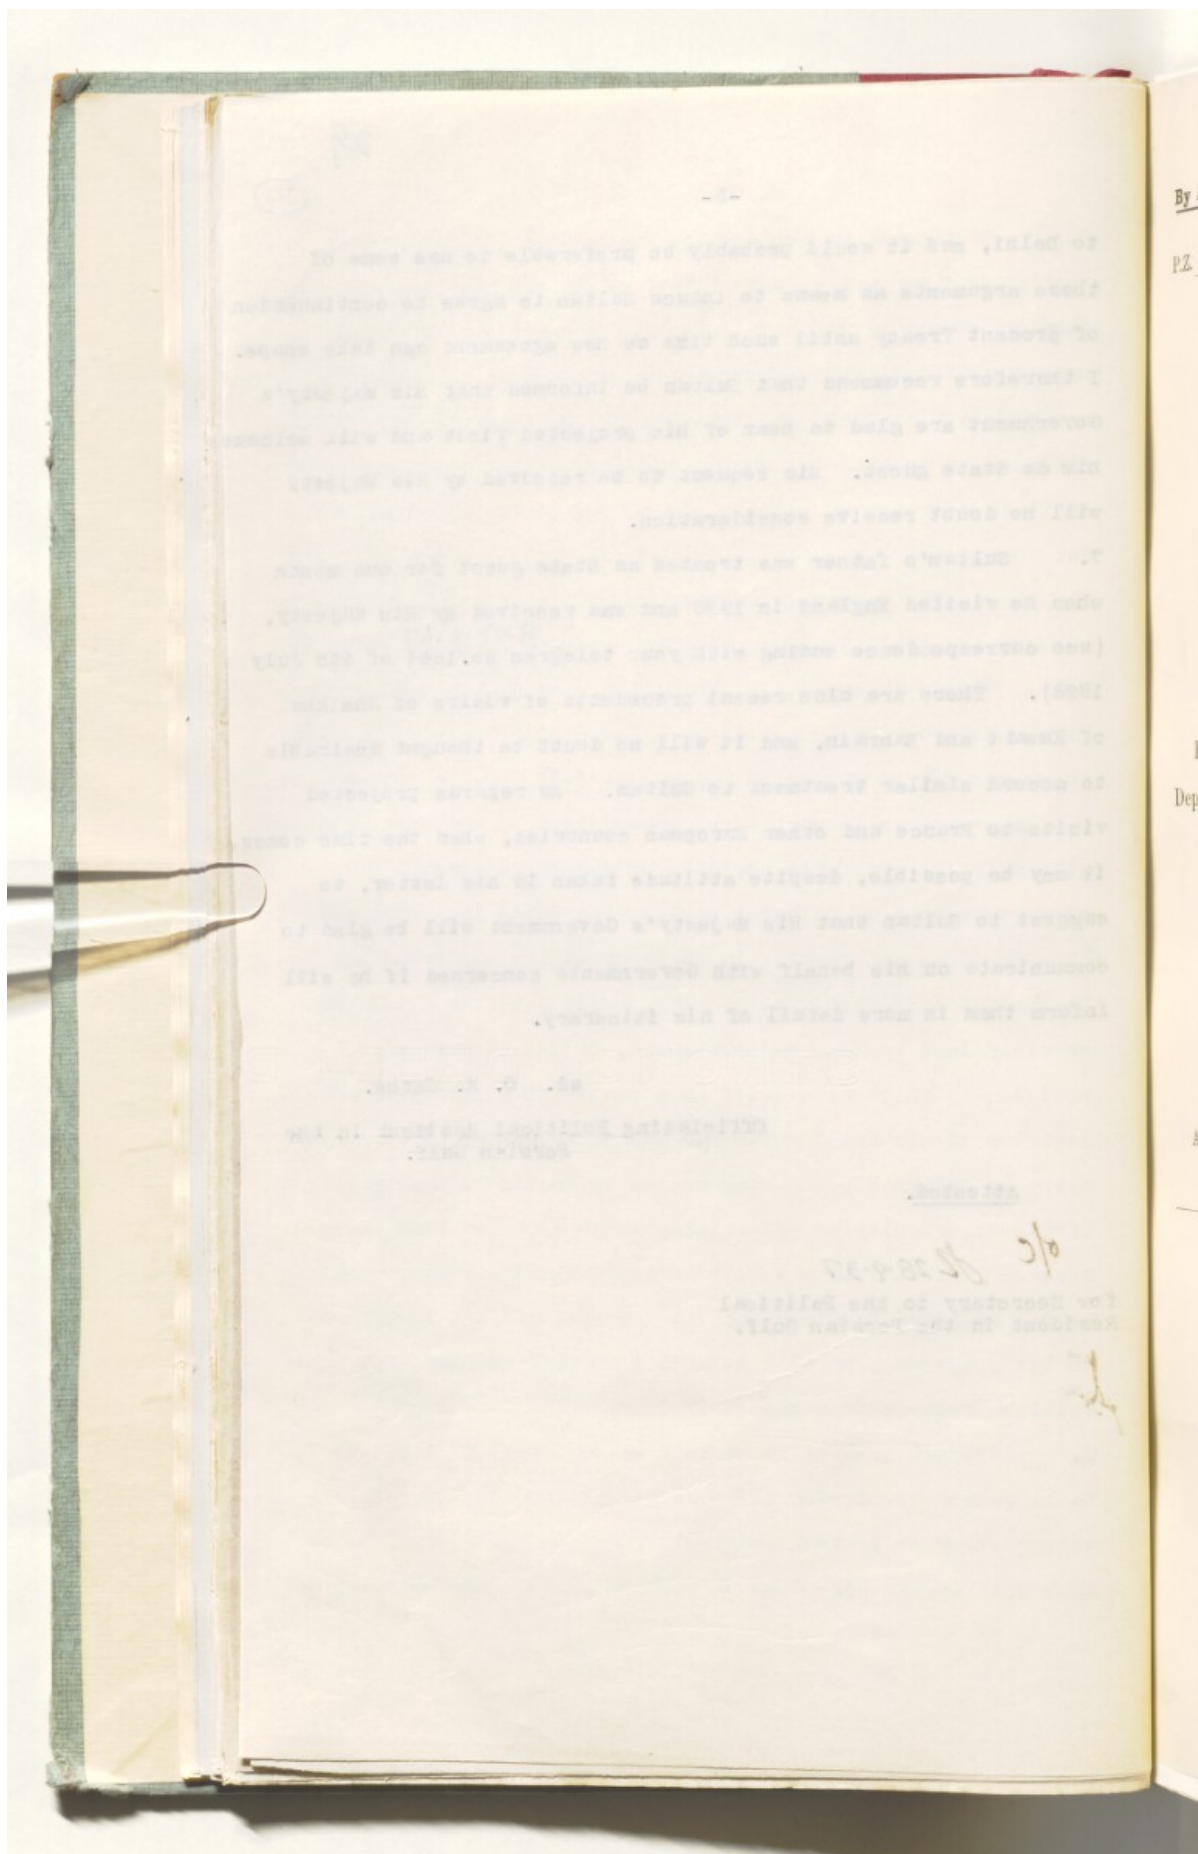 to Delhi, and it would probably be preferable to use some of
these arguments as means to induce Sultan to agree to continuation
of present Treaty until such time as new agreement can take shape.
I therefore recommend that Sultan be informed that His Majesty's
Government are glad to hear of his projected visit and will welcome
him as State guest. His request to be received by His Majesty
will no doubt receive consideration.
7. Sultan's father was treated as State guest for one month
when he visited England in 1928 and was received by His Majesty.
(see correspondence ending with your telegram of 4th July
1928). There are also recent precedents of visits of Shaikhs
of Kuwait and Bahrain, and it will no doubt be thought desirable
to accord similar treatment to Sultan. As regards projected
visits to France and other European countries, when the time comes
it may be possible, despite attitude taken in his letter, to
suggest to Sultan that His Majesty's Government will be glad to
communicate on his behalf with Governments concerned if he will
inform them in more detail of his itinerary.
sd. O. K. Caroe.
Officiating Political Resident in the
Persian Gulf.
Attested.
for Secretary to the Political
Resident in the Persian Gulf.
By
P.Z.
Dep